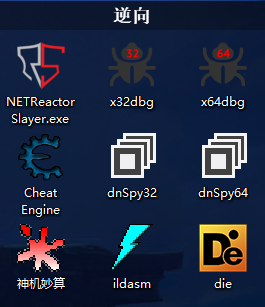 逆向
32
64
NETReactor
Slayer.exe
x32dbg
x64dbg
Cheat
Engine
dnSpy32
dnSpy64
De
神机妙算
ildasm
die